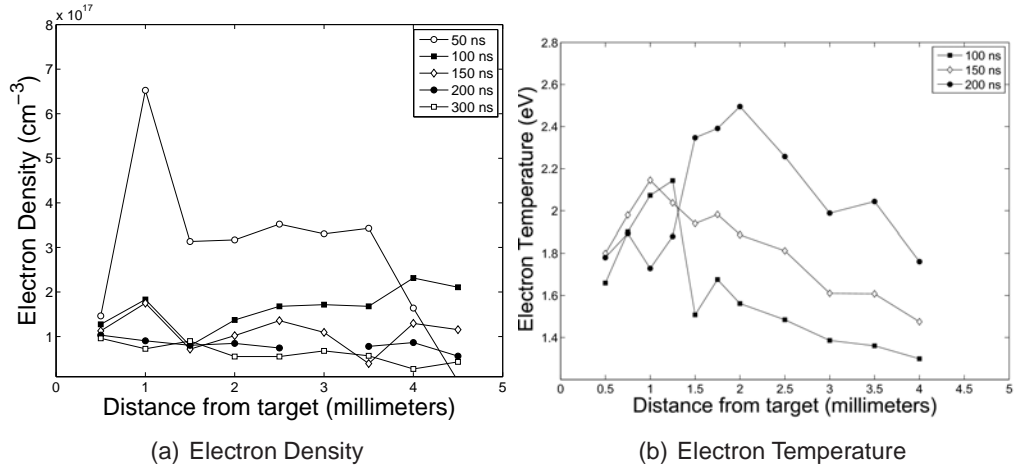 × 10^17
8
7
6
5
4
3
2
1
0 1 2 3 4 5
Electron Density (cm−3)
Distance from target (millimeters)
50 ns
100 ns
150 ns
200 ns
300 ns
(a) Electron Density
2.8
2.6
2.4
2.2
2
1.8
1.6
1.4
0 0.5 1 1.5 2 2.5 3 3.5 4 4.5 5
Electron Temperature (eV)
Distance from target (millimeters)
100 ns
150 ns
200 ns
(b) Electron Temperature